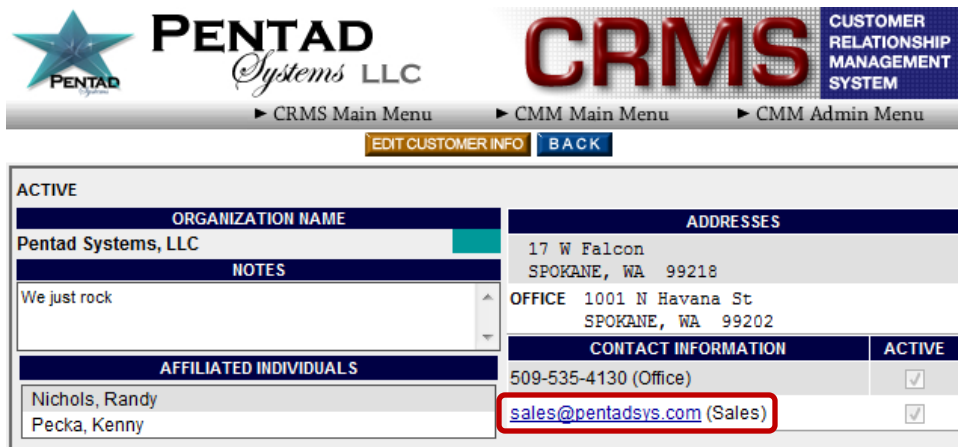 PENTAD
Systems
PENTAD
Systems LLC
CRMS
CUSTOMER
RELATIONSHIP
MANAGEMENT
SYSTEM
► CRMS Main Menu ► CMM Main Menu ► CMM Admin Menu
EDIT CUSTOMER INFO BACK
ACTIVE
ORGANIZATION NAME
Pentad Systems, LLC
NOTES
We just rock
AFFILIATED INDIVIDUALS
Nichols, Randy
Pecka, Kenny
ADDRESSES
17 W Falcon
SPOKANE, WA 99218
OFFICE 1001 N Havana St
SPOKANE, WA 99202
CONTACT INFORMATION ACTIVE
509-535-4130 (Office)
sales@pentadsys.com (Sales)